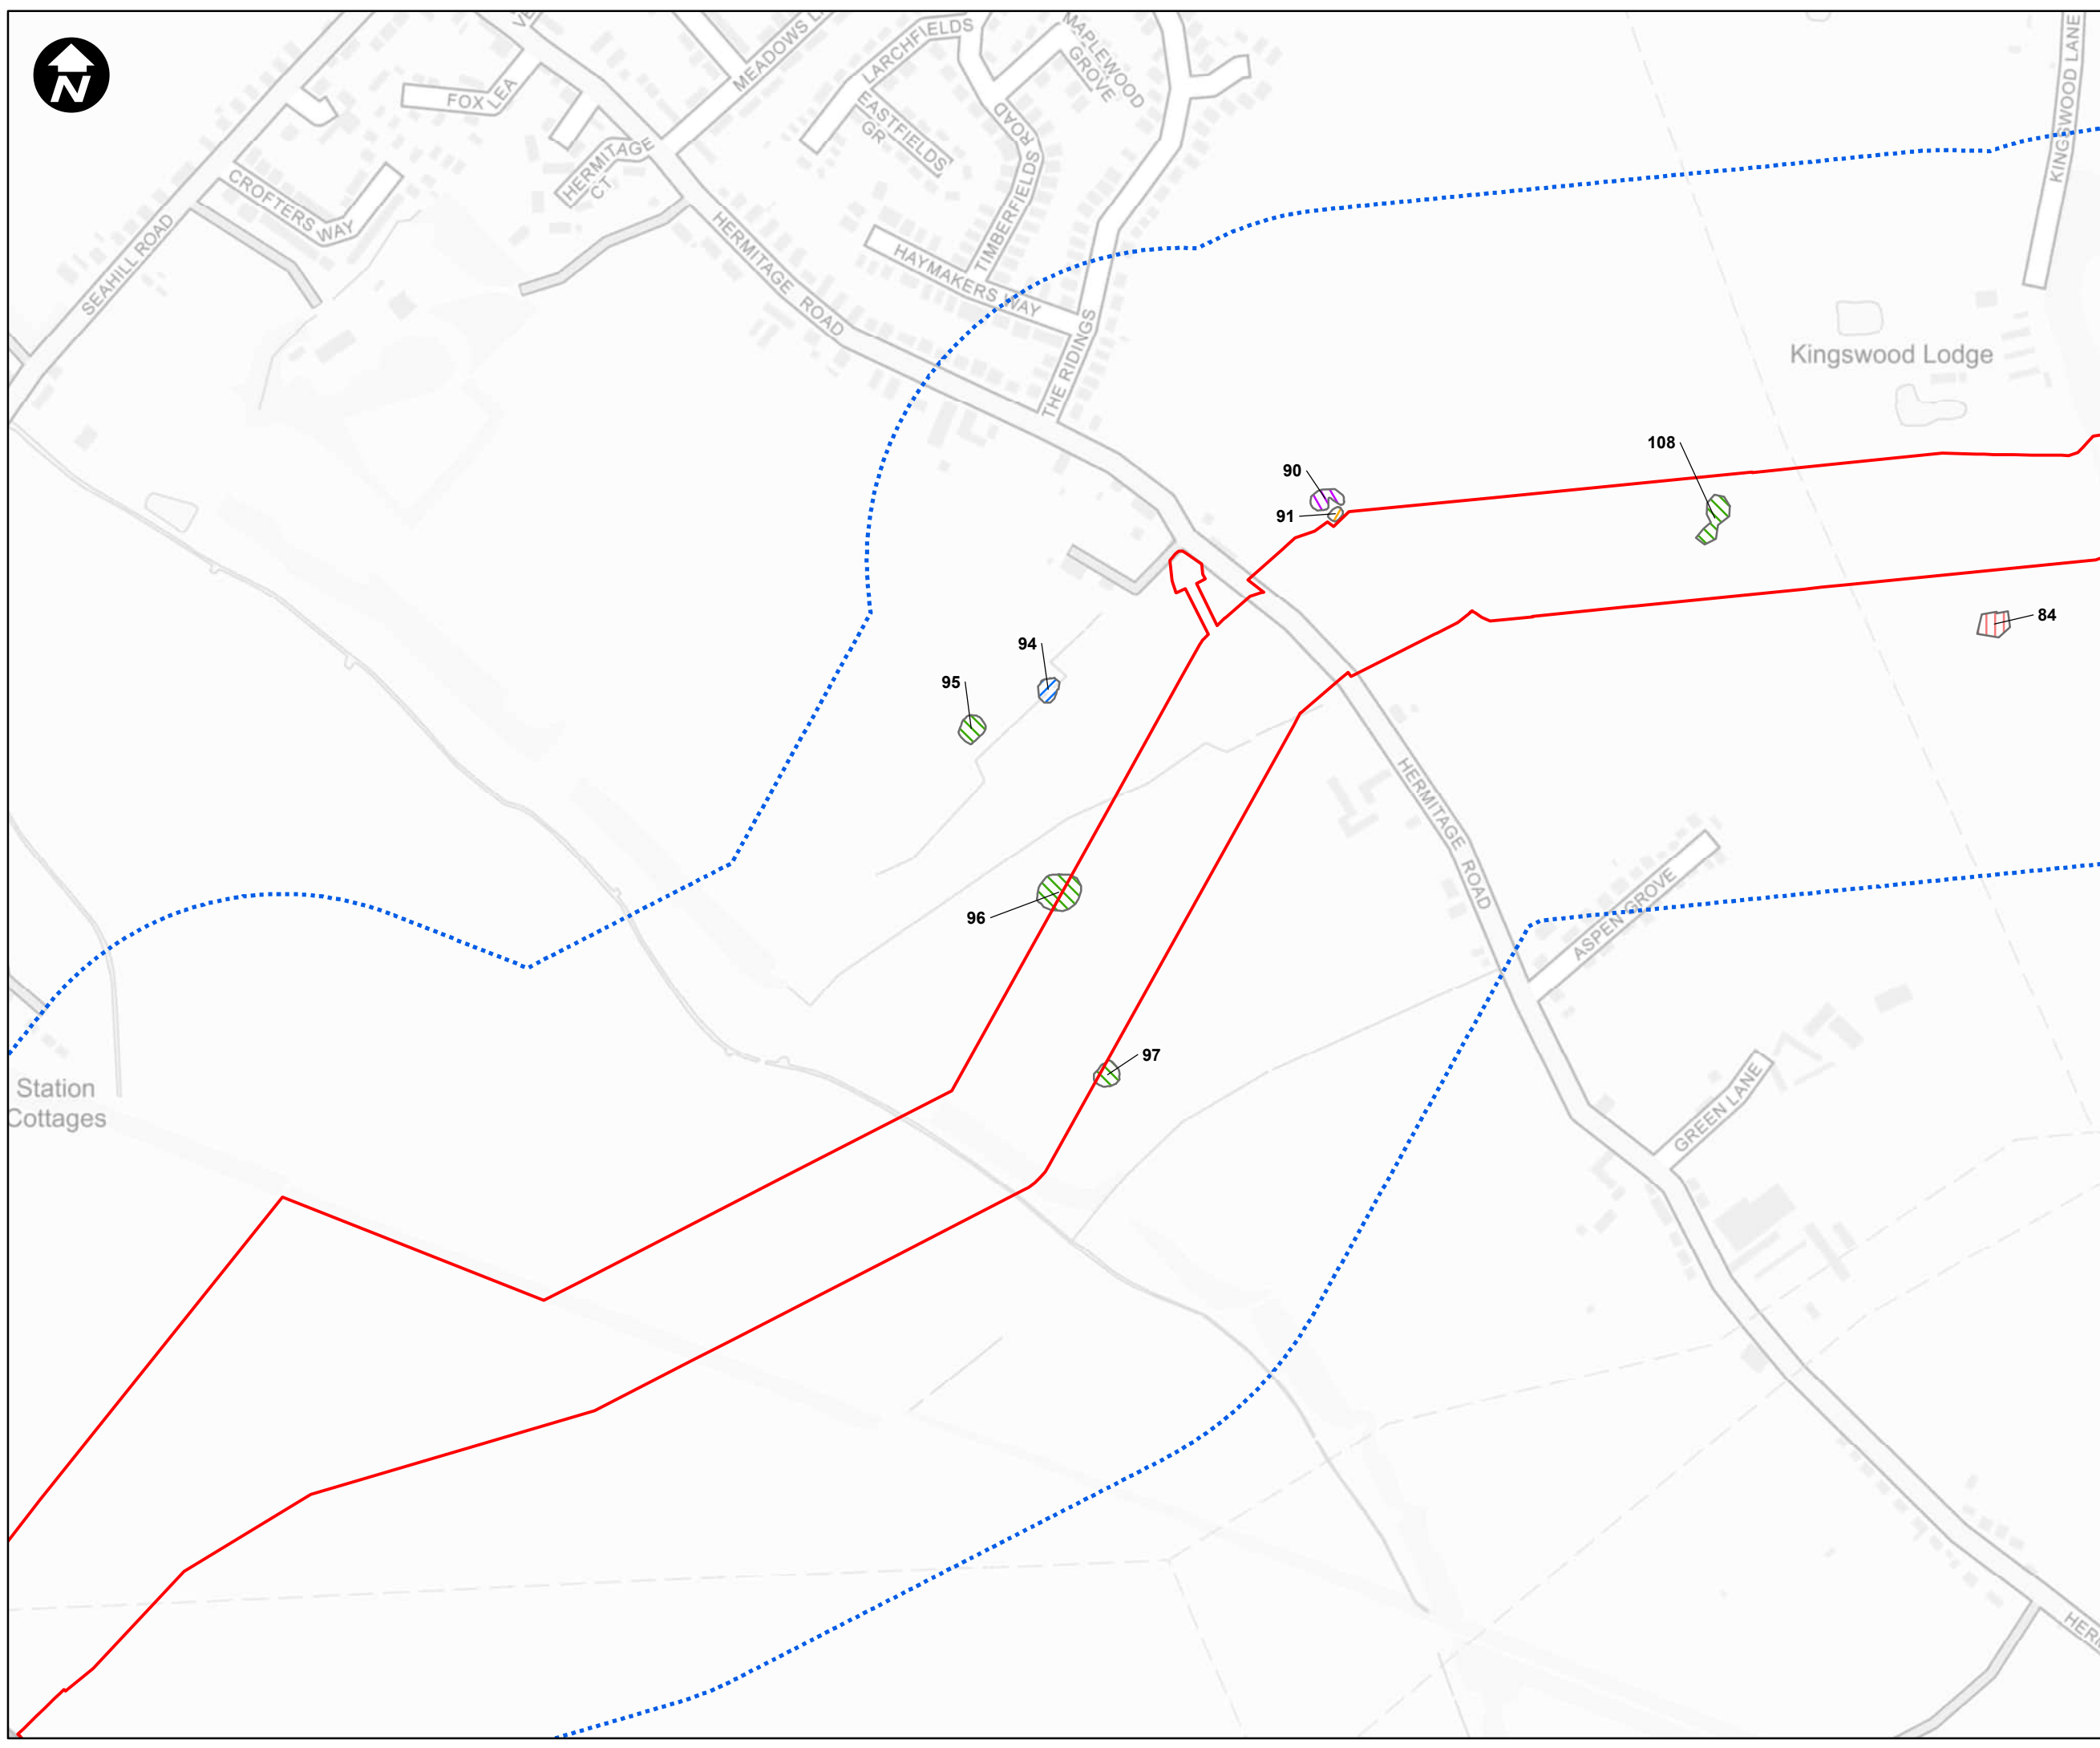 N
FOX LEA
MEADOWS L
LARCHFIELDS
MAPLEWOOD
GROVE
EASTFIELDS
GR
TIMBERFIELDS ROAD
KINGSWOOD LANE
HERMITAGE
CT
CROFTERS WAY
SEAHILL ROAD
HERMITAGE ROAD
HAYMAKERS WAY
THE RIDINGS
Kingswood Lodge
108
90
91
84
94
95
HERMITAGE ROAD
96
ASPEN GROVE
97
Station
Cottages
GREEN LANE
HER